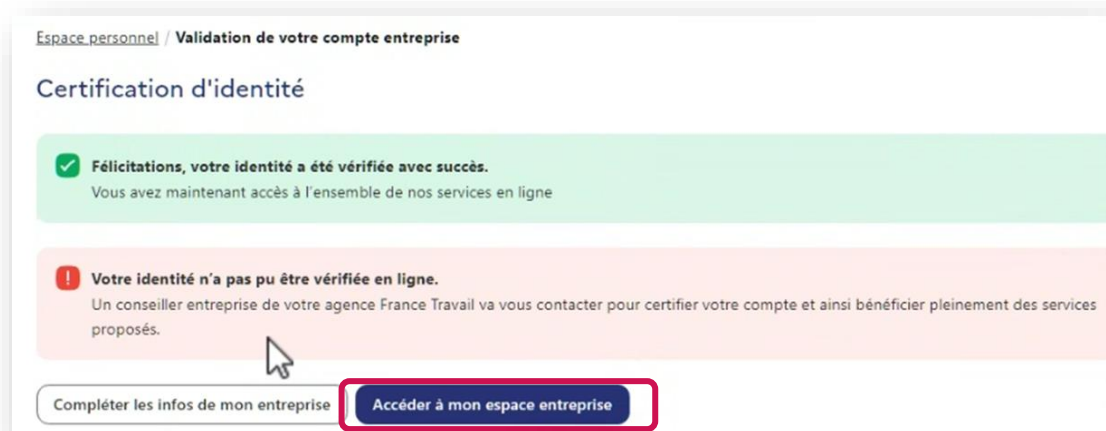 Espace personnel / Validation de votre compte entreprise
Certification d'identité
Félicitations, votre identité a été vérifiée avec succès.
Vous avez maintenant accès à l'ensemble de nos services en ligne
Votre identité n'a pas pu être vérifiée en ligne.
Un conseiller entreprise de votre agence France Travail va vous contacter pour certifier votre compte et ainsi bénéficier pleinement des services
proposés.
Compléter les infos de mon entreprise
Accéder à mon espace entreprise